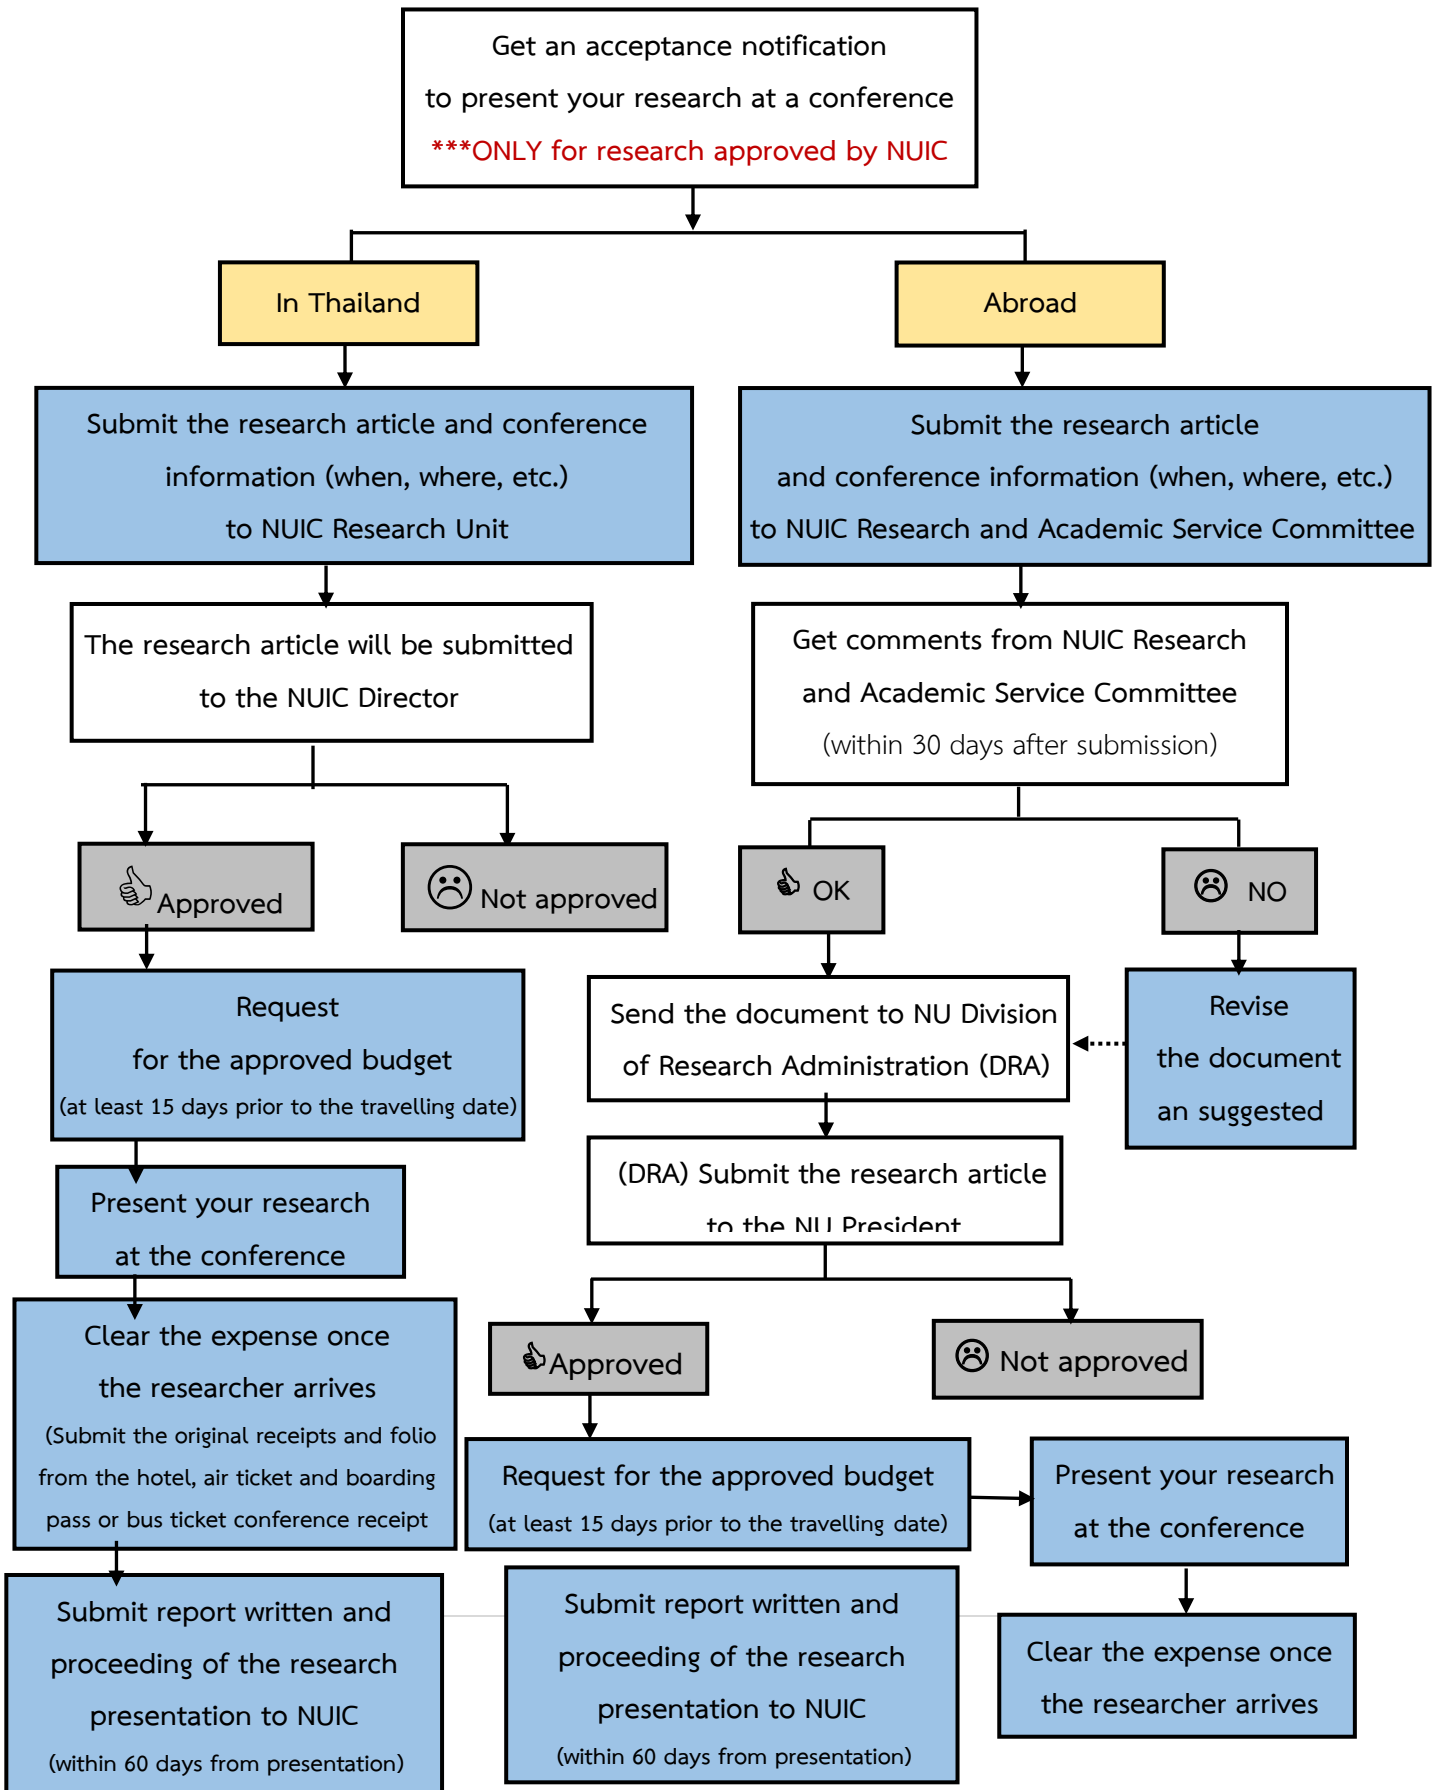 Get an acceptance notification
to present your research at a conference
***ONLY for research approved by NUIC
In Thailand
Abroad
Submit the research article and conference
information (when, where, etc.)
to NUIC Research Unit
Submit the research article
and conference information (when, where, etc.)
to NUIC Research and Academic Service Committee
The research article will be submitted
to the NUIC Director
Get comments from NUIC Research
and Academic Service Committee
(within 30 days after submission)
Approved
Not approved
OK
NO
Request
for the approved budget
(at least 15 days prior to the travelling date)
Send the document to NU Division
of Research Administration (DRA)
Revise
the document
an suggested
Present your research
at the conference
(DRA) Submit the research article
to the NU President
Clear the expense once
the researcher arrives
(Submit the original receipts and folio
from the hotel, air ticket and boarding
pass or bus ticket conference receipt
Approved
Not approved
Request for the approved budget
(at least 15 days prior to the travelling date)
Present your research
at the conference
Submit report written and
proceeding of the research
presentation to NUIC
(within 60 days from presentation)
Submit report written and
proceeding of the research
presentation to NUIC
(within 60 days from presentation)
Clear the expense once
the researcher arrives